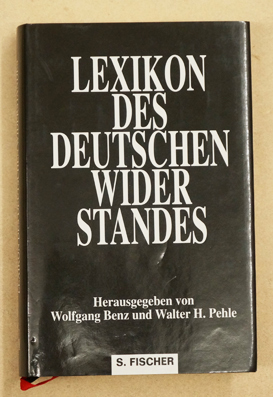 LEXIKON
DES
DEUTSCHEN
WIDER
STANDES
Herausgegeben von
Wolfgang Benz und Walter H. Pehle
S. FISCHER